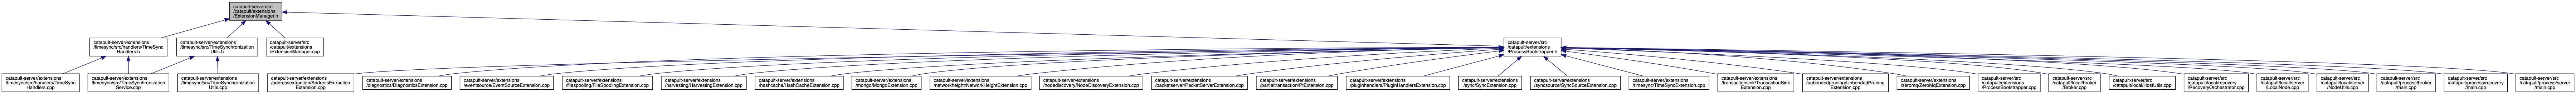 catapult-server/src
/catapult/extensions
/ExtensionManager.h
catapult-server/extensions
/timesync/src/handlers/TimeSync
Handlers.h
catapult-server/extensions
/timesync/src/TimeSynchronization
Utils.h
catapult-server/src
/catapult/extensions
/ExtensionManager.cpp
catapult-server/src
/catapult/extensions
/ProcessBootstrapper.h
catapult-server/extensions
/timesync/src/handlers/TimeSync
Handlers.cpp
catapult-server/extensions
/timesync/src/TimeSynchronization
Service.cpp
catapult-server/extensions
/timesync/src/TimeSynchronization
Utils.cpp
catapult-server/extensions
/addressextraction/AddressExtraction
Extension.cpp
catapult-server/extensions
/diagnostics/DiagnosticsExtension.cpp
catapult-server/extensions
/eventsource/EventSourceExtension.cpp
catapult-server/extensions
/filespooling/FileSpoolingExtension.cpp
catapult-server/extensions
/harvesting/HarvestingExtension.cpp
catapult-server/extensions
/hashcache/HashCacheExtension.cpp
catapult-server/extensions
/mongo/MongoExtension.cpp
catapult-server/extensions
/networkheight/NetworkHeightExtension.cpp
catapult-server/extensions
/nodediscovery/NodeDiscoveryExtension.cpp
catapult-server/extensions
/packetserver/PacketServerExtension.cpp
catapult-server/extensions
/partialtransaction/PtExtension.cpp
catapult-server/extensions
/pluginhandlers/PluginHandlersExtension.cpp
catapult-server/extensions
/sync/SyncExtension.cpp
catapult-server/extensions
/syncsource/SyncSourceExtension.cpp
catapult-server/extensions
/timesync/TimeSyncExtension.cpp
catapult-server/extensions
/transactionsink/TransactionSink
Extension.cpp
catapult-server/extensions
/unbondedpruning/UnbondedPruning
Extension.cpp
catapult-server/extensions
/zeromq/ZeroMqExtension.cpp
catapult-server/src
/catapult/extensions
/ProcessBootstrapper.cpp
catapult-server/src
/catapult/local/broker
/Broker.cpp
catapult-server/src
/catapult/local/HostUtils.cpp
catapult-server/src
/catapult/local/recovery
/RecoveryOrchestrator.cpp
catapult-server/src
/catapult/local/server
/LocalNode.cpp
catapult-server/src
/catapult/local/server
/NodeUtils.cpp
catapult-server/src
/catapult/process/broker
/main.cpp
catapult-server/src
/catapult/process/recovery
/main.cpp
catapult-server/src
/catapult/process/server
/main.cpp